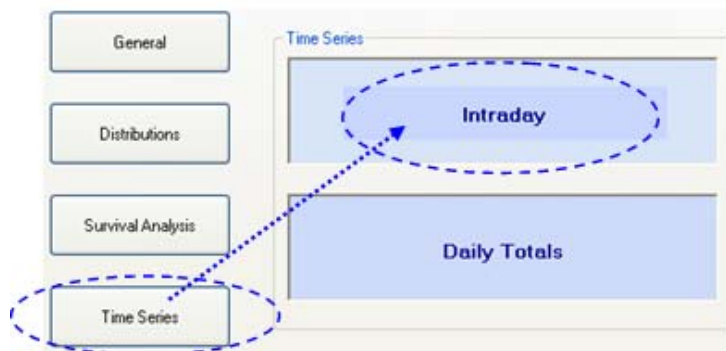 General
Distributions
Survival Analysis
Time Series
Time Series
Intraday
Daily Totals